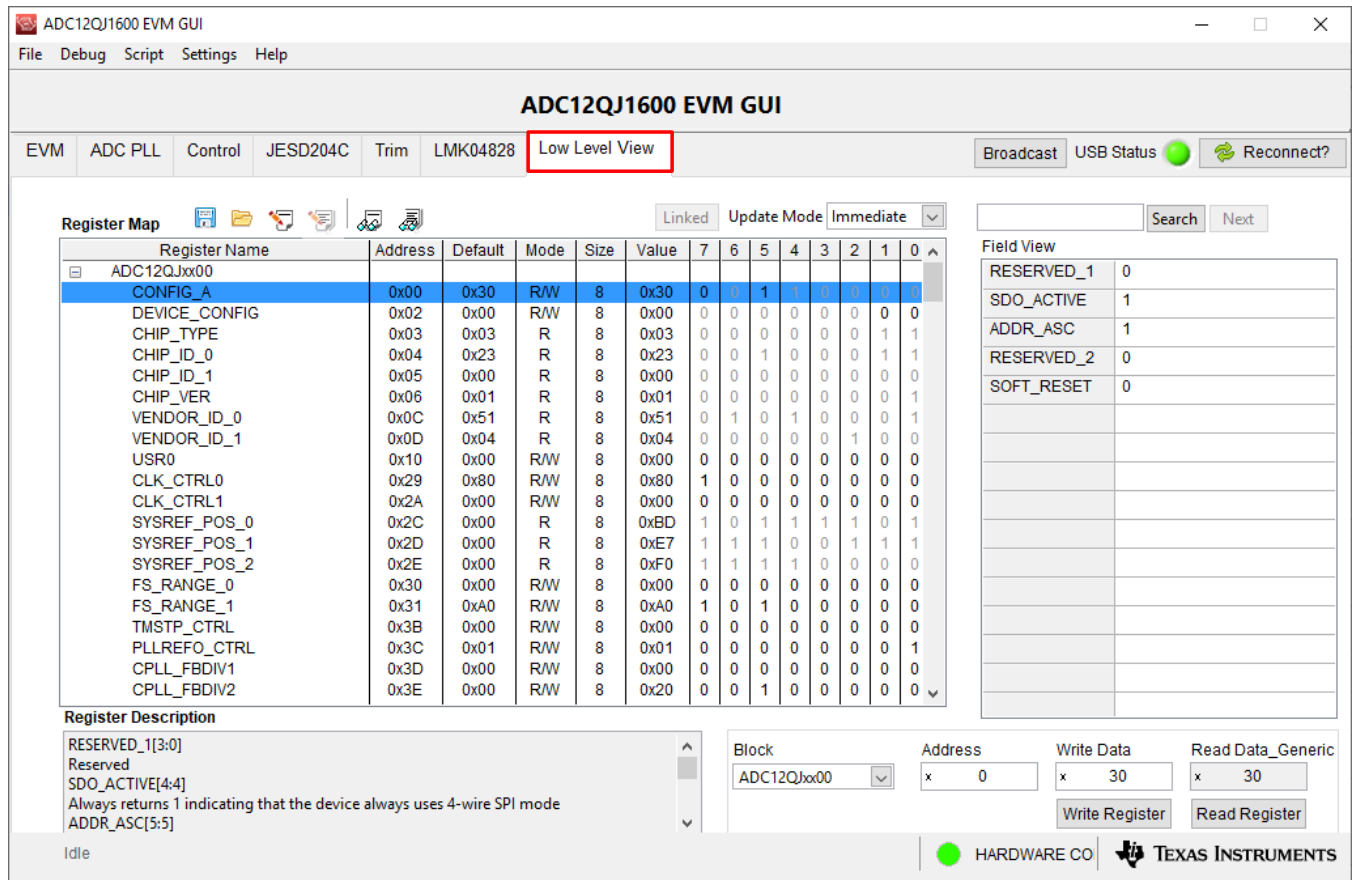 ADC12QJ1600 EVM GUI
File Debug Script Settings Help
ADC12QJ1600 EVM GUI
EVM ADC PLL Control JESD204C Trim LMK04828 Low Level View Broadcast USB Status Reconnect?
Register Map Linked Update Mode Immediate Search Next
Register Name Address Default Mode Size Value 7 6 5 4 3 2 1 0
ADC12QJxx00
CONFIG_A 0x00 0x30 R/W 8 0x30 0 0 1 1 0 0 0 0
DEVICE_CONFIG 0x02 0x00 R/W 8 0x00 0 0 0 0 0 0 0 0
CHIP_TYPE 0x03 0x03 R 8 0x03 0 0 0 0 0 0 1 1
CHIP_ID_0 0x04 0x23 R 8 0x23 0 0 1 0 0 0 1 1
CHIP_ID_1 0x05 0x00 R 8 0x00 0 0 0 0 0 0 0 0
CHIP_VER 0x06 0x01 R 8 0x01 0 0 0 0 0 0 0 1
VENDOR_ID_0 0x0C 0x51 R 8 0x51 0 1 0 1 0 0 0 1
VENDOR_ID_1 0x0D 0x04 R 8 0x04 0 0 0 0 0 1 0 0
USR0 0x10 0x00 R/W 8 0x00 0 0 0 0 0 0 0 0
CLK_CTRL0 0x29 0x80 R/W 8 0x80 1 0 0 0 0 0 0 0
CLK_CTRL1 0x2A 0x00 R/W 8 0x00 0 0 0 0 0 0 0 0
SYSREF_POS_0 0x2C 0x00 R 8 0xBD 1 0 1 1 1 1 0 1
SYSREF_POS_1 0x2D 0x00 R 8 0xE7 1 1 1 0 0 1 1 1
SYSREF_POS_2 0x2E 0x00 R 8 0xF0 1 1 1 1 0 0 0 0
FS_RANGE_0 0x30 0x00 R/W 8 0x00 0 0 0 0 0 0 0 0
FS_RANGE_1 0x31 0xA0 R/W 8 0xA0 1 0 1 0 0 0 0 0
TMSTP_CTRL 0x3B 0x00 R/W 8 0x00 0 0 0 0 0 0 0 0
PLLREFO_CTRL 0x3C 0x01 R/W 8 0x01 0 0 0 0 0 0 0 1
CPLL_FBDIV1 0x3D 0x00 R/W 8 0x00 0 0 0 0 0 0 0 0
CPLL_FBDIV2 0x3E 0x00 R/W 8 0x20 0 0 1 0 0 0 0 0
Field View
RESERVED_1 0
SDO_ACTIVE 1
ADDR_ASC 1
RESERVED_2 0
SOFT_RESET 0
Register Description
RESERVED_1[3:0]
Reserved
SDO_ACTIVE[4:4]
Always returns 1 indicating that the device always uses 4-wire SPI mode
ADDR_ASC[5:5]
Block Address Write Data Read Data_Generic
ADC12QJxx00 x 0 x 30 x 30
Write Register Read Register
Idle HARDWARE CO TEXAS INSTRUMENTS